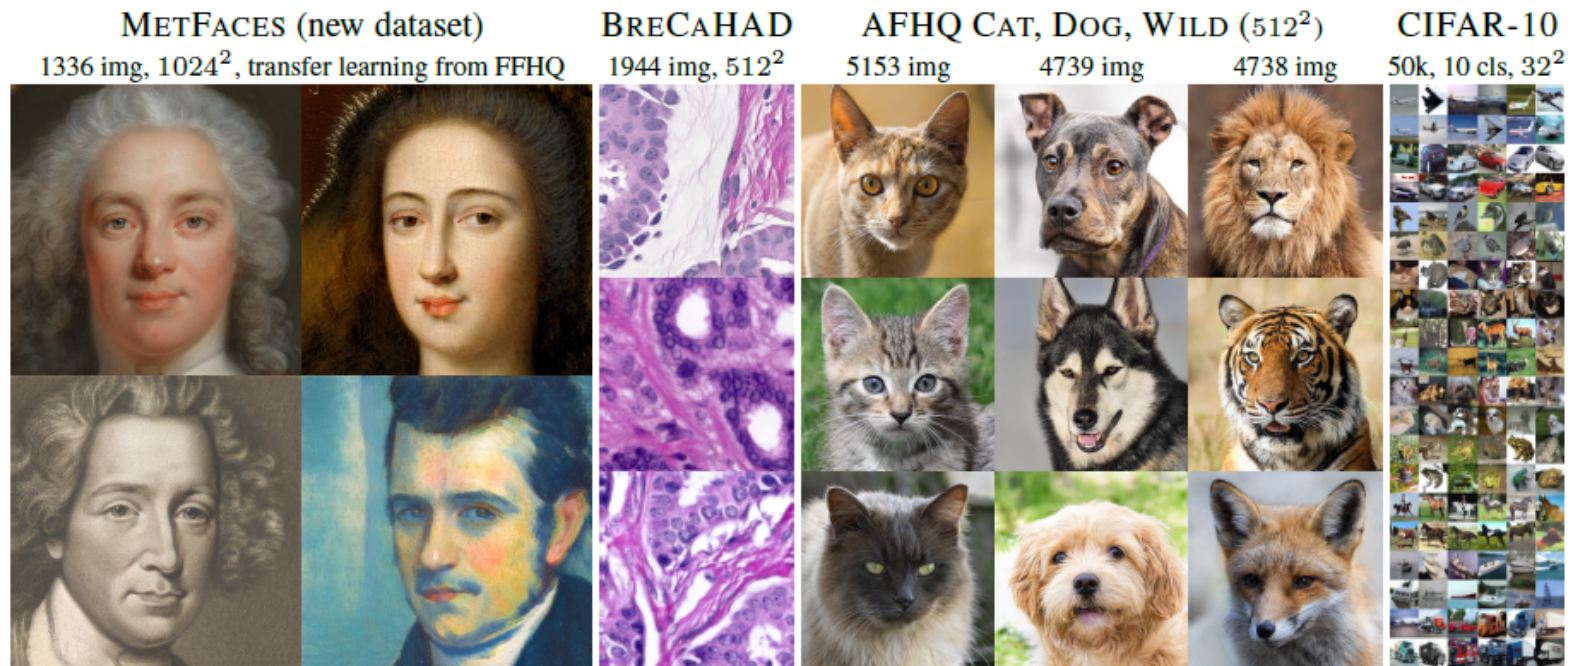 METFACES (new dataset)
1336 img, 1024², transfer learning from FFHQ
BRECAHAD
1944 img, 512²
AFHQ CAT, DOG, WILD (512²)
5153 img 4739 img 4738 img
CIFAR-10
50k, 10 cls, 32²